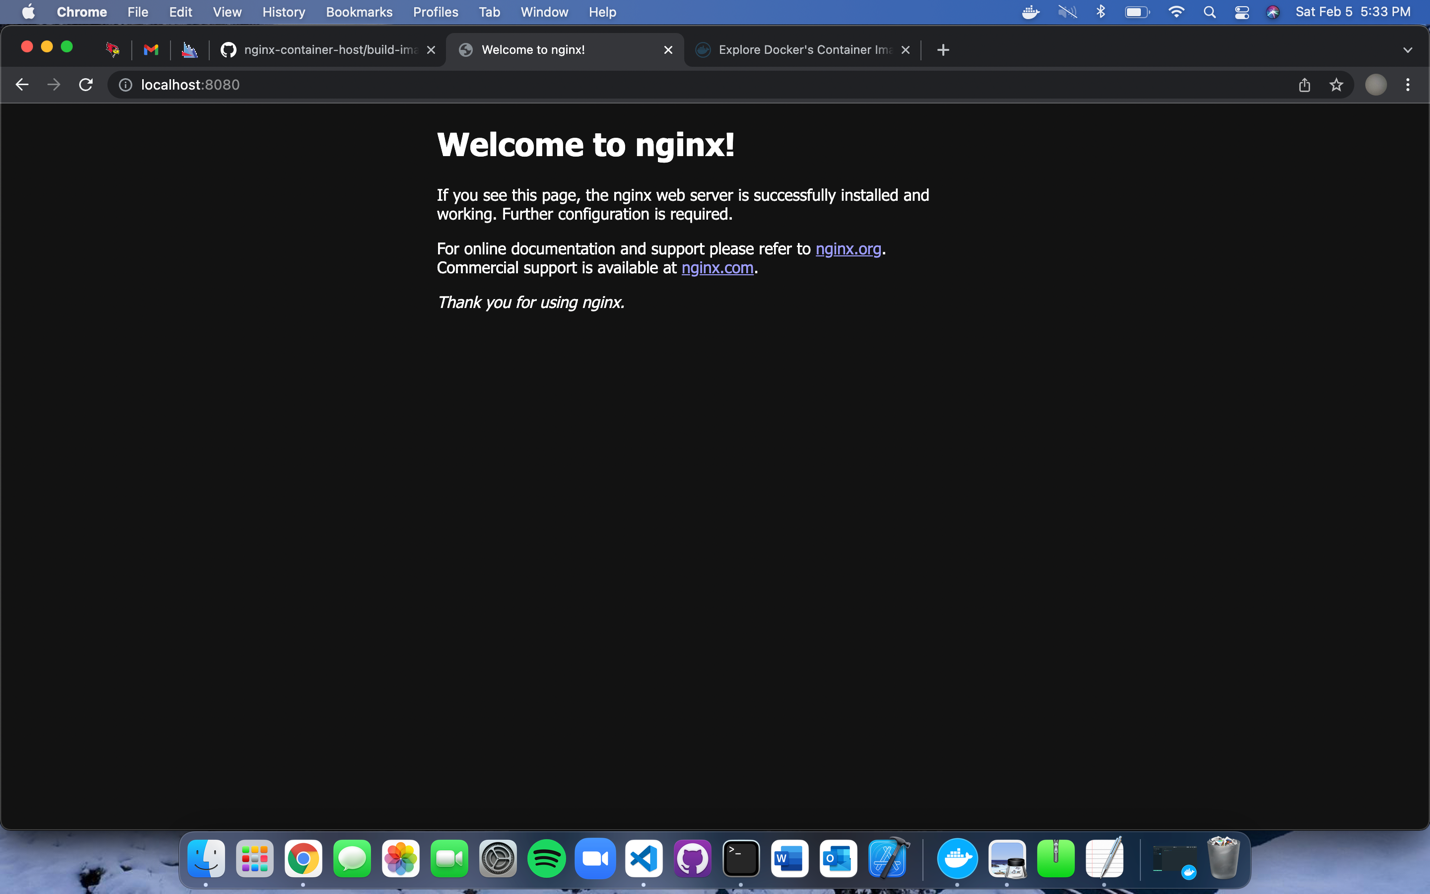 Chrome File Edit View History Bookmarks Profiles Tab Window Help Sat Feb 5 5:33 PM
nginx-container-host/build-im Welcome to nginx! Explore Docker's Container Im
localhost:8080
Welcome to nginx!
If you see this page, the nginx web server is successfully installed and
working. Further configuration is required.
For online documentation and support please refer to nginx.org.
Commercial support is available at nginx.com.
Thank you for using nginx.